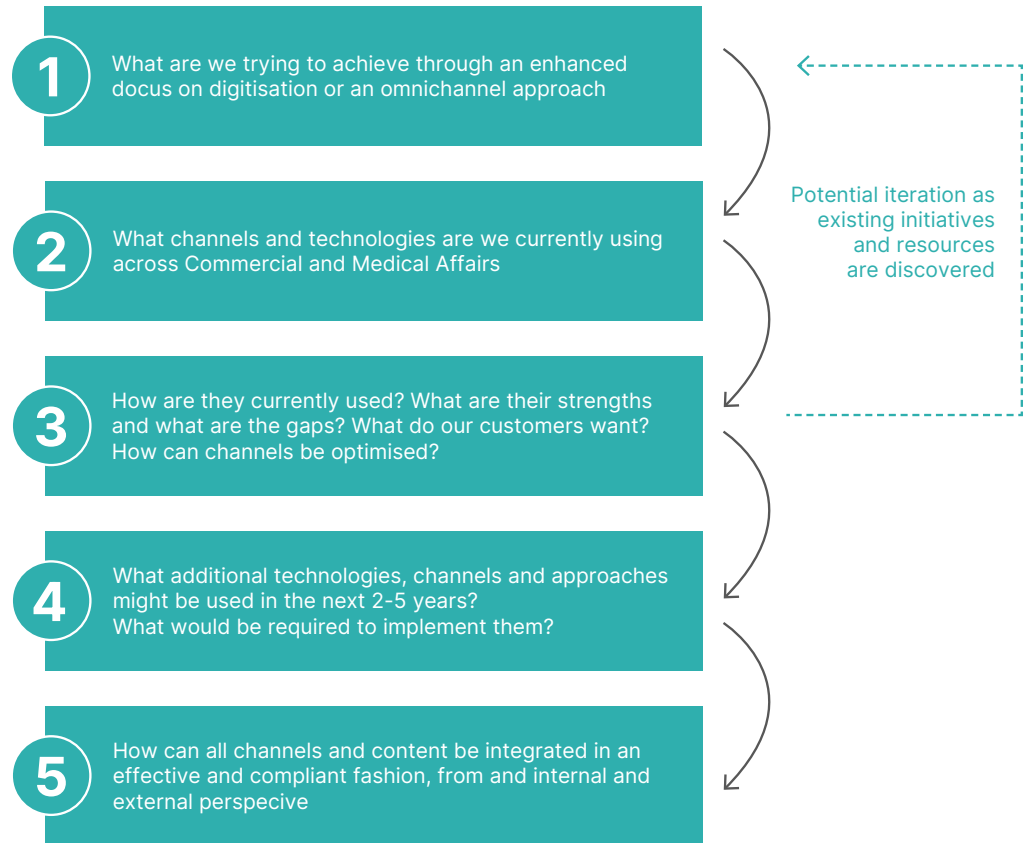 1
What are we trying to achieve through an enhanced
docus on digitisation or an omnichannel approach
2
What channels and technologies are we currently using
across Commercial and Medical Affairs
Potential iteration as
existing initiatives
and resources
are discovered
3
How are they currently used? What are their strengths
and what are the gaps? What do our customers want?
How can channels be optimised?
4
What additional technologies, channels and approaches
might be used in the next 2-5 years?
What would be required to implement them?
5
How can all channels and content be integrated in an
effective and compliant fashion, from and internal and
external perspecive